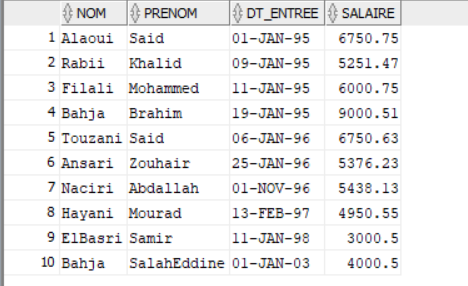 NOM PRENOM DT_ENTREE SALAIRE
1 Alaoui Said 01-JAN-95 6750.75
2 Rabii Khalid 09-JAN-95 5251.47
3 Filali Mohammed 11-JAN-95 6000.75
4 Bahja Brahim 19-JAN-95 9000.51
5 Touzani Said 06-JAN-96 6750.63
6 Ansari Zouhair 25-JAN-96 5376.23
7 Naciri Abdallah 01-NOV-96 5438.13
8 Hayani Mourad 13-FEB-97 4950.55
9 ElBasri Samir 11-JAN-98 3000.5
10 Bahja SalahEddine 01-JAN-03 4000.5